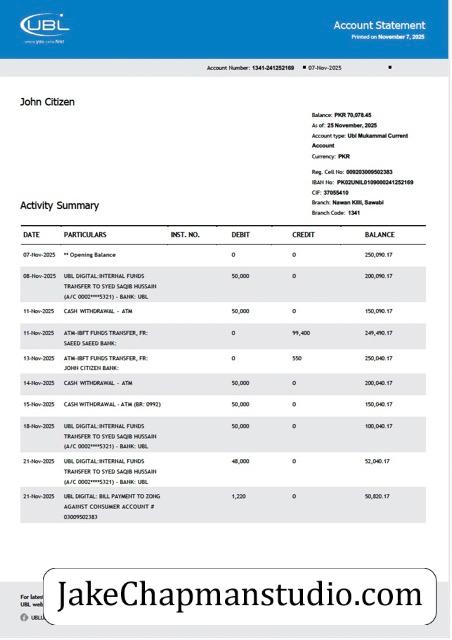 UBL
where you come first
Account Statement
Printed on November 7, 2025
Account Number: 1341-241252169 ▪ 07-Nov-2025 ▪
John Citizen
Balance: PKR 70,078.45
As of: 25 November, 2025
Account type: Ubl Mukammal Current
Account
Currency: PKR
Reg. Cell No: 009203009502383
IBAN No: PK02UNIL0109000241252169
CIF: 37055410
Branch: Nawan Killi, Sawabi
Branch Code: 1341
Activity Summary
DATE PARTICULARS INST. NO. DEBIT CREDIT BALANCE
07-Nov-2025 ** Opening Balance 0 0 250,090.17
08-Nov-2025 UBL DIGITAL:INTERNAL FUNDS 50,000 0 200,090.17
TRANSFER TO SYED SAQIB HUSSAIN
(A/C 0002****5321) - BANK: UBL
11-Nov-2025 CASH WITHDRAWAL - ATM 50,000 0 150,090.17
11-Nov-2025 ATM-IBFT FUNDS TRANSFER, FR: 0 99,400 249,490.17
SAEED SAEED BANK:
13-Nov-2025 ATM-IBFT FUNDS TRANSFER, FR: 0 550 250,040.17
JOHN CITIZEN BANK:
14-Nov-2025 CASH WITHDRAWAL - ATM 50,000 0 200,040.17
15-Nov-2025 CASH WITHDRAWAL - ATM (BR: 0992) 50,000 0 150,040.17
18-Nov-2025 UBL DIGITAL:INTERNAL FUNDS 50,000 0 100,040.17
TRANSFER TO SYED SAQIB HUSSAIN
(A/C 0002****5321) - BANK: UBL
21-Nov-2025 UBL DIGITAL:INTERNAL FUNDS 48,000 0 52,040.17
TRANSFER TO SYED SAQIB HUSSAIN
(A/C 0002****5321) - BANK: UBL
21-Nov-2025 UBL DIGITAL: BILL PAYMENT TO ZONG 1,220 0 50,820.17
AGAINST CONSUMER ACCOUNT #
03009502383
For latest
UBL web
UBLU
JakeChapmanstudio.com